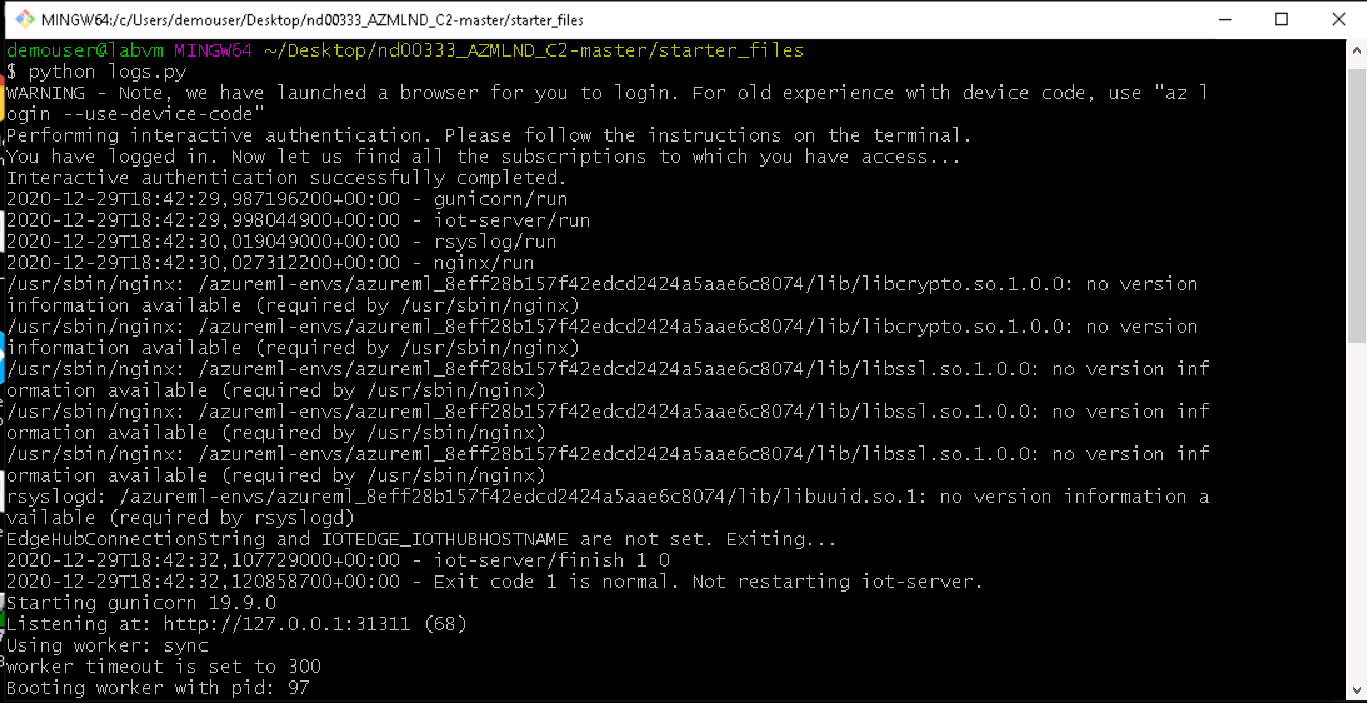 MINGW64:/c/Users/demouser/Desktop/nd00333_AZMLND_C2-master/starter_files
demouser@labvm MINGW64 ~/Desktop/nd00333_AZMLND_C2-master/starter_files
$ python logs.py
WARNING - Note, we have launched a browser for you to login. For old experience with device code, use "az l
ogin --use-device-code"
Performing interactive authentication. Please follow the instructions on the terminal.
You have logged in. Now let us find all the subscriptions to which you have access...
Interactive authentication successfully completed.
2020-12-29T18:42:29,987196200+00:00 - gunicorn/run
2020-12-29T18:42:29,998044900+00:00 - iot-server/run
2020-12-29T18:42:30,019049000+00:00 - rsyslog/run
2020-12-29T18:42:30,027312200+00:00 - nginx/run
/usr/sbin/nginx: /azureml-envs/azureml_8eff28b157f42edcd2424a5aae6c8074/lib/libcrypto.so.1.0.0: no version
information available (required by /usr/sbin/nginx)
/usr/sbin/nginx: /azureml-envs/azureml_8eff28b157f42edcd2424a5aae6c8074/lib/libcrypto.so.1.0.0: no version
information available (required by /usr/sbin/nginx)
/usr/sbin/nginx: /azureml-envs/azureml_8eff28b157f42edcd2424a5aae6c8074/lib/libssl.so.1.0.0: no version inf
ormation available (required by /usr/sbin/nginx)
/usr/sbin/nginx: /azureml-envs/azureml_8eff28b157f42edcd2424a5aae6c8074/lib/libssl.so.1.0.0: no version inf
ormation available (required by /usr/sbin/nginx)
/usr/sbin/nginx: /azureml-envs/azureml_8eff28b157f42edcd2424a5aae6c8074/lib/libssl.so.1.0.0: no version inf
ormation available (required by /usr/sbin/nginx)
rsyslogd: /azureml-envs/azureml_8eff28b157f42edcd2424a5aae6c8074/lib/libuuid.so.1: no version information a
vailable (required by rsyslogd)
EdgeHubConnectionString and IOTEDGE_IOTHUBHOSTNAME are not set. Exiting...
2020-12-29T18:42:32,107729000+00:00 - iot-server/finish 1 0
2020-12-29T18:42:32,120858700+00:00 - Exit code 1 is normal. Not restarting iot-server.
Starting gunicorn 19.9.0
Listening at: http://127.0.0.1:31311 (68)
Using worker: sync
worker timeout is set to 300
Booting worker with pid: 97